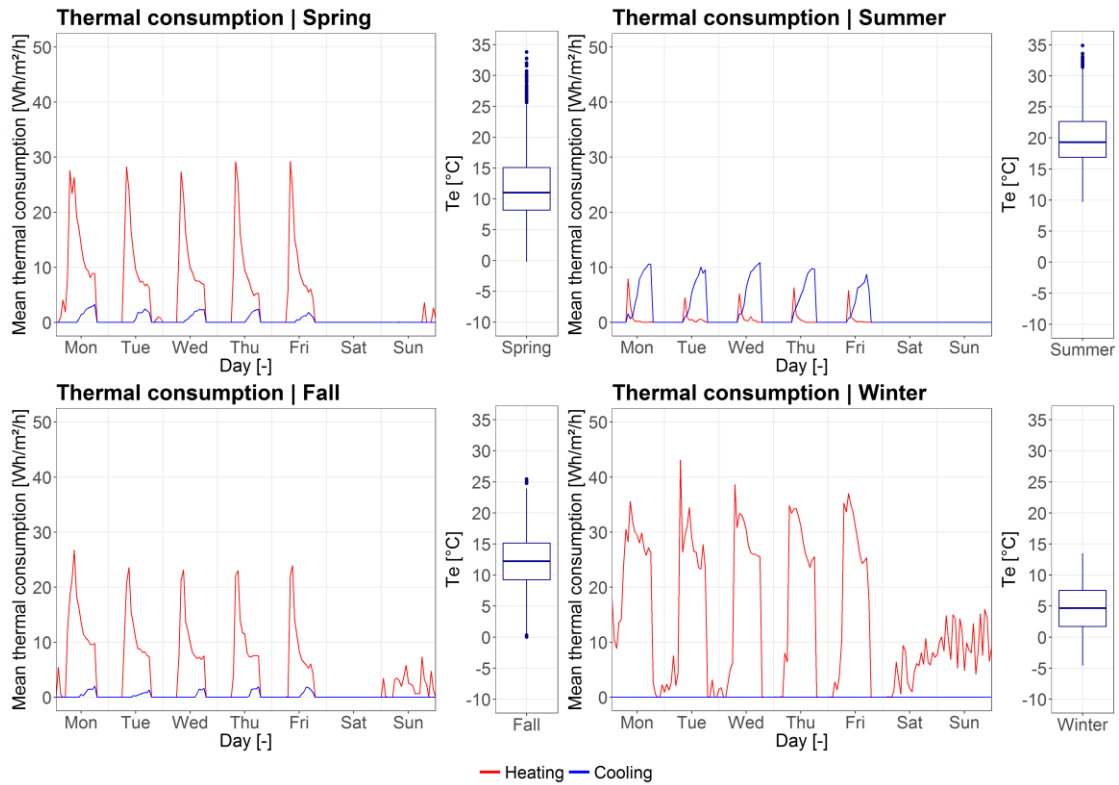 Thermal consumption | Spring
Mean thermal consumption [Wh/m²/h]
50
40
30
20
10
0
Mon Tue Wed Thu Fri Sat Sun
Day [-]
Te [°C]
35
30
25
20
15
10
5
0
-5
-10
Spring
Thermal consumption | Summer
Mean thermal consumption [Wh/m²/h]
50
40
30
20
10
0
Mon Tue Wed Thu Fri Sat Sun
Day [-]
Te [°C]
35
30
25
20
15
10
5
0
-5
-10
Summer
Thermal consumption | Fall
Mean thermal consumption [Wh/m²/h]
50
40
30
20
10
0
Mon Tue Wed Thu Fri Sat Sun
Day [-]
Te [°C]
35
30
25
20
15
10
5
0
-5
-10
Fall
Thermal consumption | Winter
Mean thermal consumption [Wh/m²/h]
50
40
30
20
10
0
Mon Tue Wed Thu Fri Sat Sun
Day [-]
Te [°C]
35
30
25
20
15
10
5
0
-5
-10
Winter
Heating Cooling